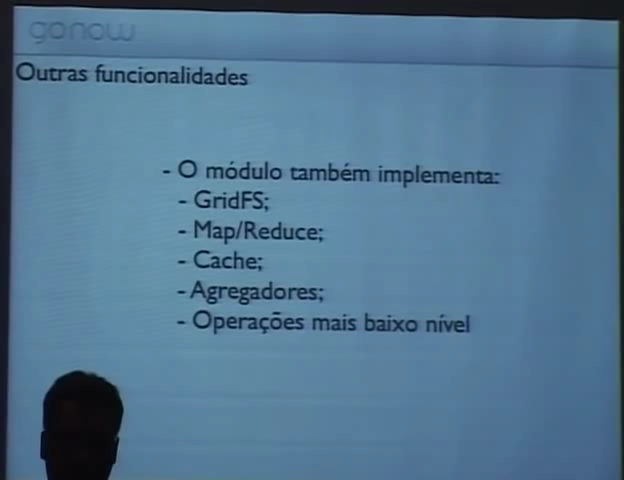 gonow
Outras funcionalidades
- O módulo também implementa:
- GridFS;
- Map/Reduce;
- Cache;
- Agregadores;
- Operações mais baixo nível